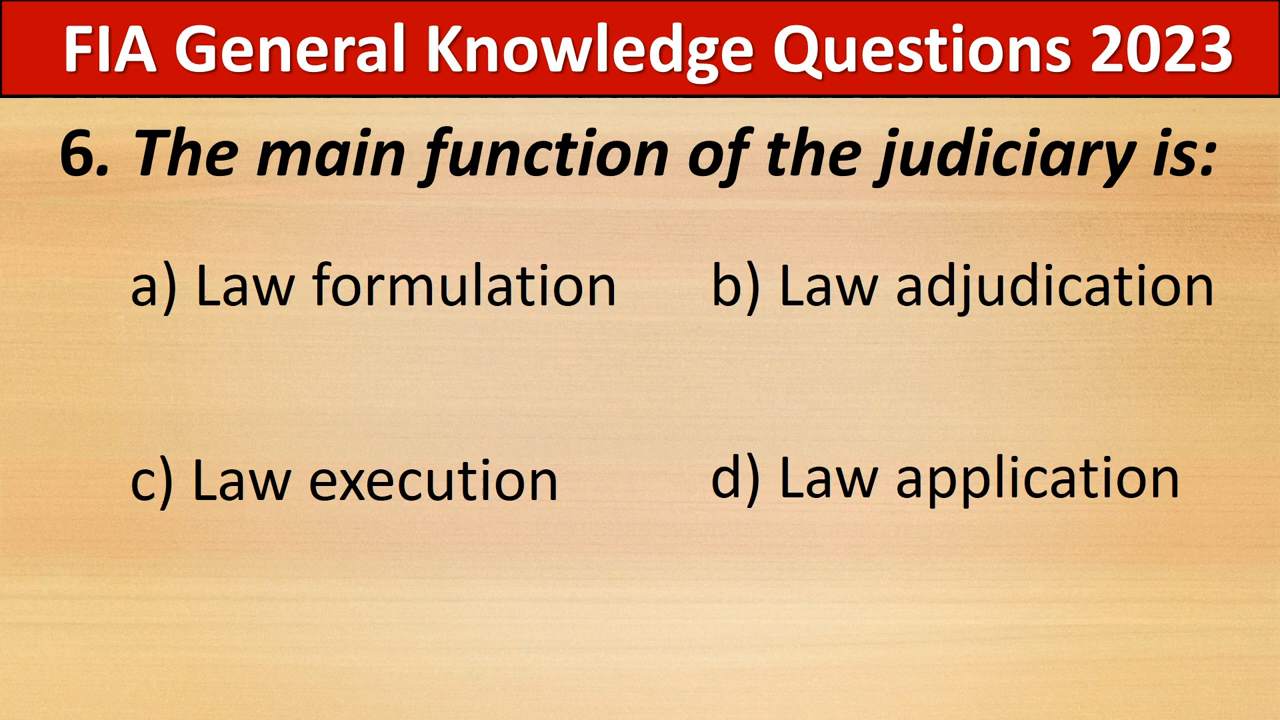 FIA General Knowledge Questions 2023
6. The main function of the judiciary is:
a) Law formulation b) Law adjudication
c) Law execution d) Law application